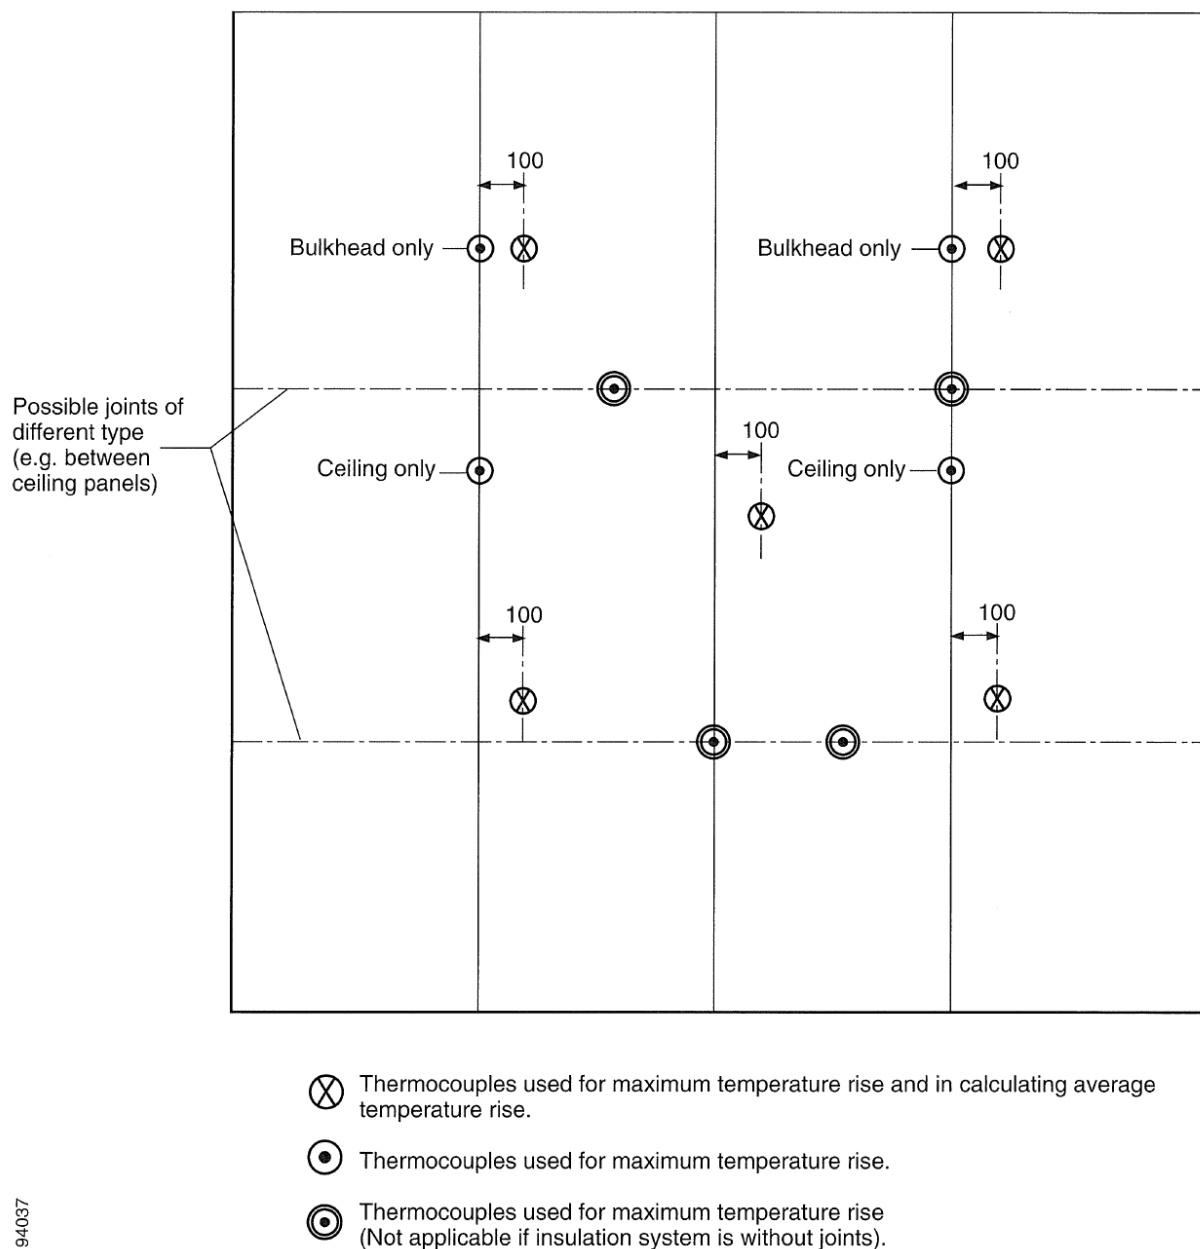 100
100
Bulkhead only
Bulkhead only
Possible joints of
different type
(e.g. between
ceiling panels)
100
Ceiling only
Ceiling only
100
100
Thermocouples used for maximum temperature rise and in calculating average
temperature rise.
Thermocouples used for maximum temperature rise.
Thermocouples used for maximum temperature rise
(Not applicable if insulation system is without joints).
94037